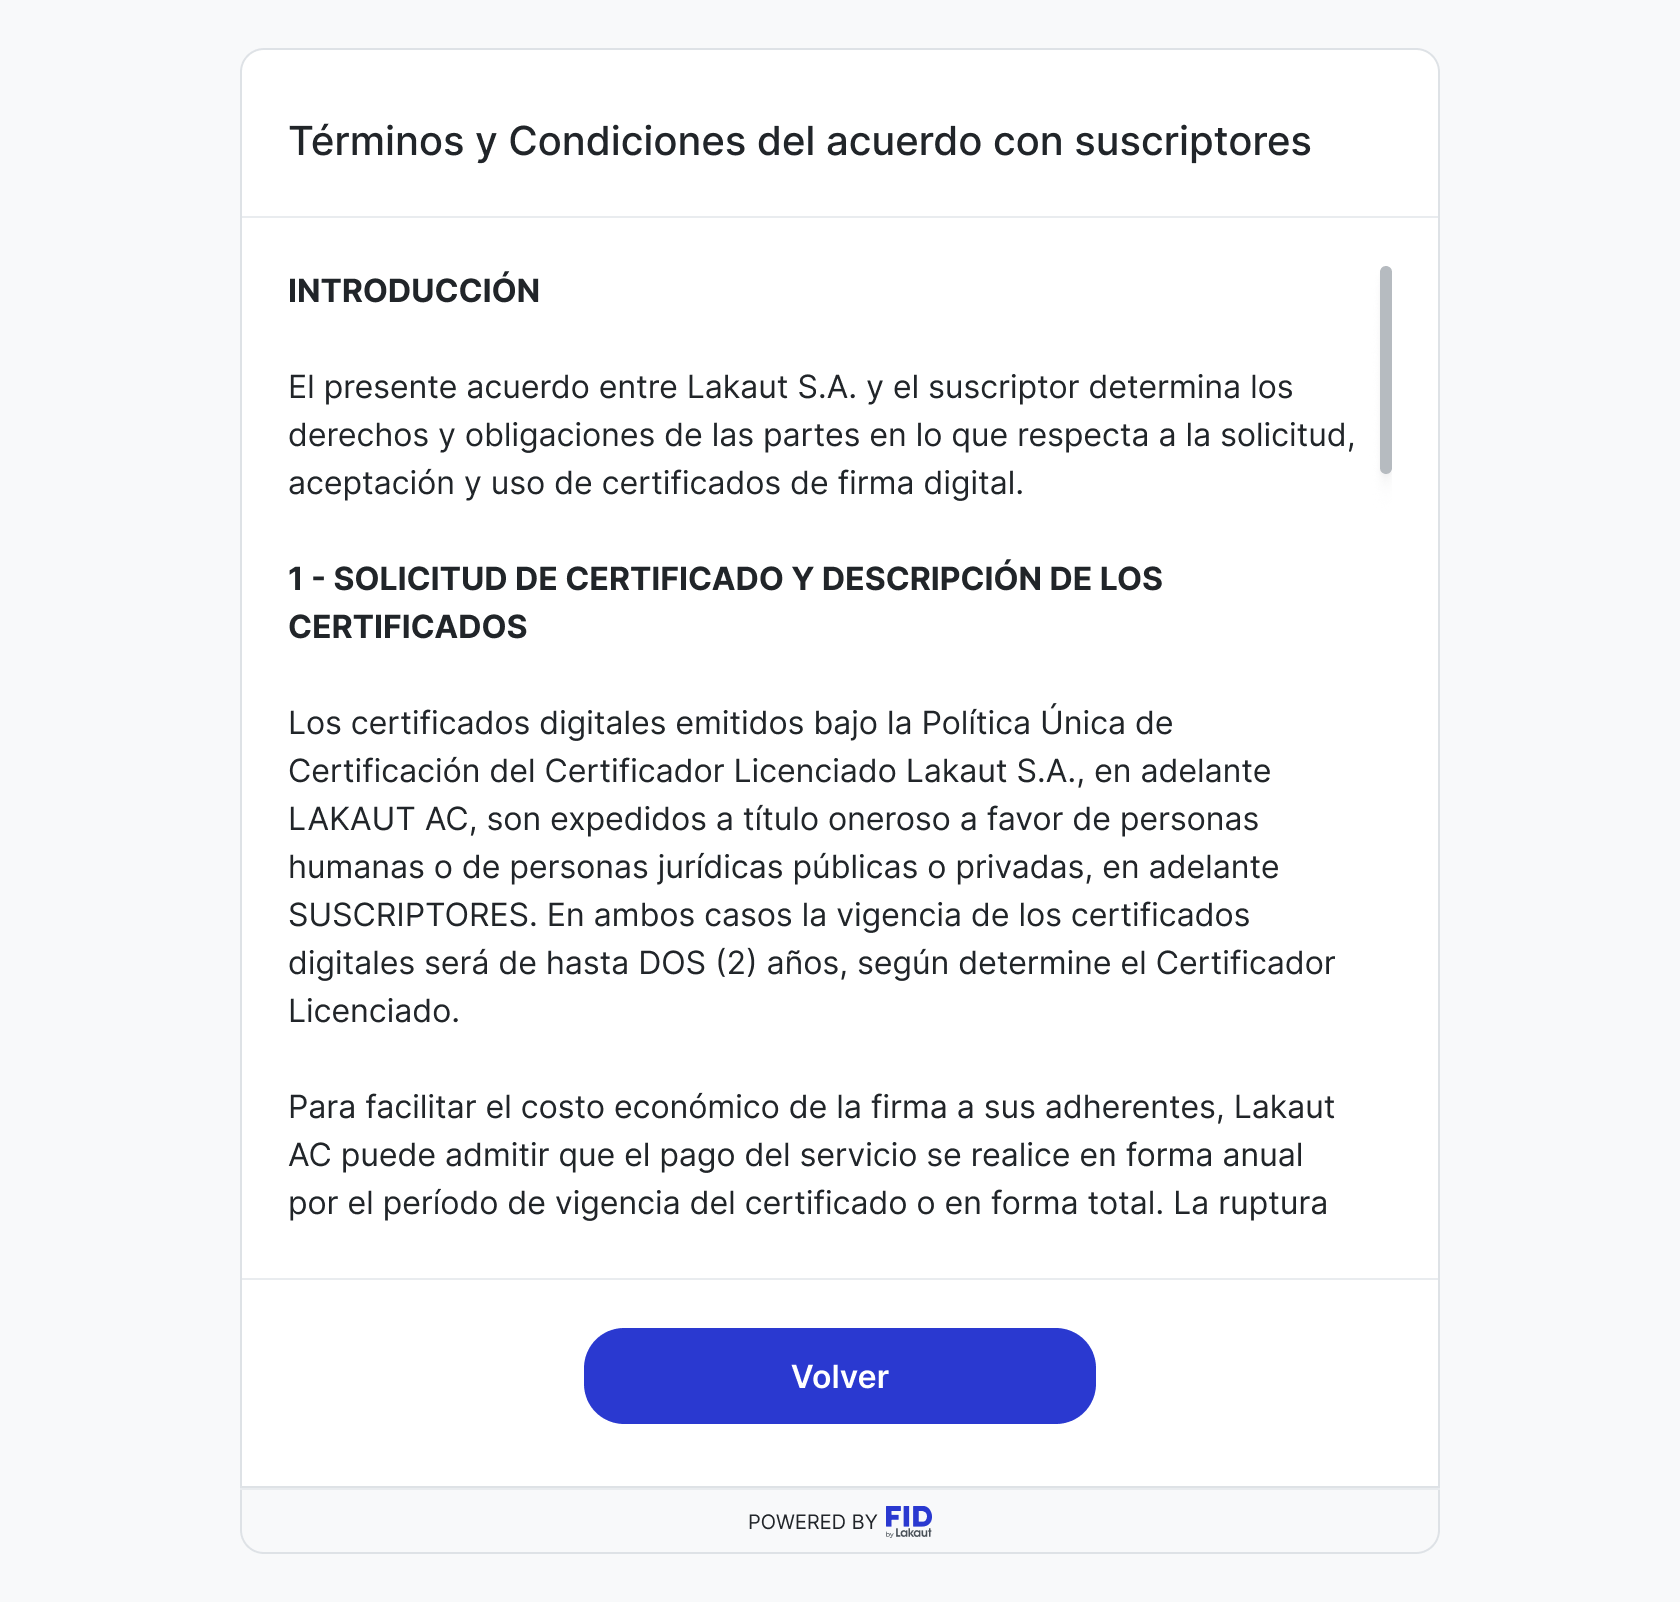 Términos y Condiciones del acuerdo con suscriptores
INTRODUCCIÓN
El presente acuerdo entre Lakaut S.A. y el suscriptor determina los
derechos y obligaciones de las partes en lo que respecta a la solicitud,
aceptación y uso de certificados de firma digital.
1 - SOLICITUD DE CERTIFICADO Y DESCRIPCIÓN DE LOS
CERTIFICADOS
Los certificados digitales emitidos bajo la Política Única de
Certificación del Certificador Licenciado Lakaut S.A., en adelante
LAKAUT AC, son expedidos a título oneroso a favor de personas
humanas o de personas jurídicas públicas o privadas, en adelante
SUSCRIPTORES. En ambos casos la vigencia de los certificados
digitales será de hasta DOS (2) años, según determine el Certificador
Licenciado.
Para facilitar el costo económico de la firma a sus adherentes, Lakaut
AC puede admitir que el pago del servicio se realice en forma anual
por el período de vigencia del certificado o en forma total. La ruptura
Volver
POWERED BY FID
by Lakaut